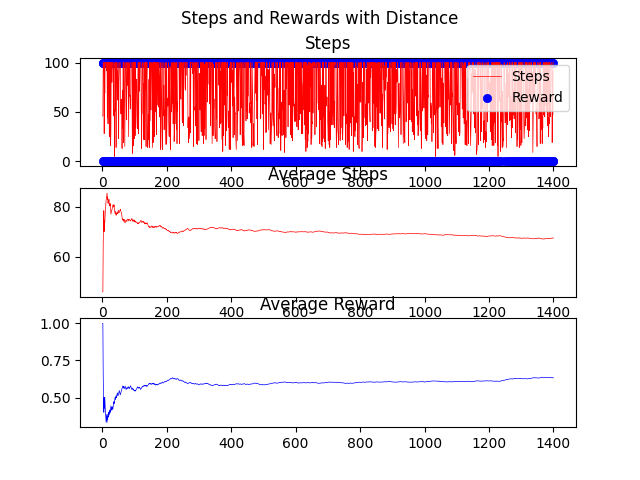 Steps and Rewards with Distance
Steps
100
50
0
Steps
Reward
0 200 400 600 800 1000 1200 1400
Average Steps
80
60
0 200 400 600 800 1000 1200 1400
Average Reward
1.00
0.75
0.50
0 200 400 600 800 1000 1200 1400